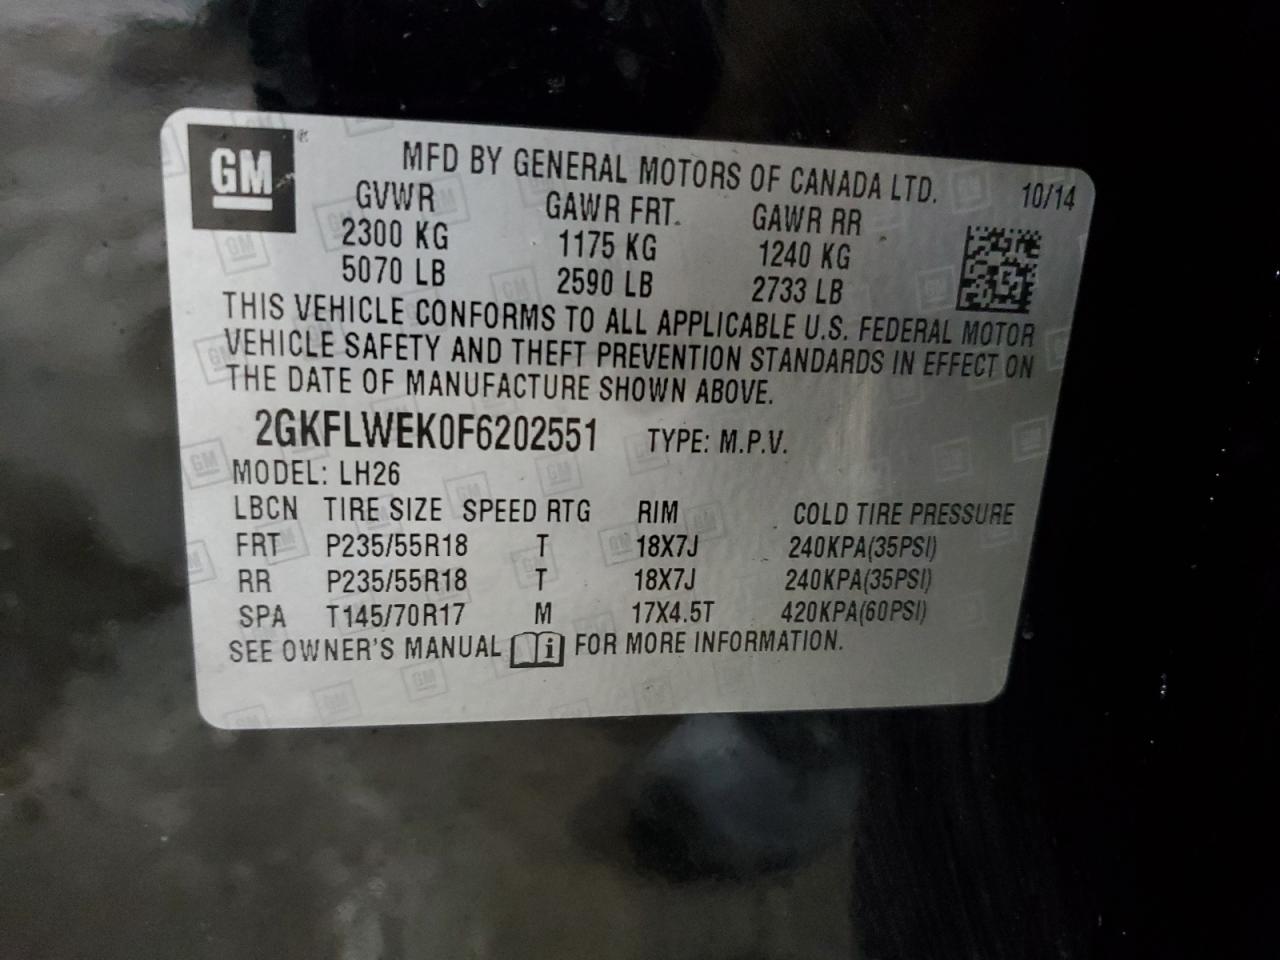 GM ®
MFD BY GENERAL MOTORS OF CANADA LTD. 10/14
GVWR GAWR FRT. GAWR RR
2300 KG 1175 KG 1240 KG
5070 LB 2590 LB 2733 LB
THIS VEHICLE CONFORMS TO ALL APPLICABLE U.S. FEDERAL MOTOR
VEHICLE SAFETY AND THEFT PREVENTION STANDARDS IN EFFECT ON
THE DATE OF MANUFACTURE SHOWN ABOVE.
2GKFLWEK0F6202551 TYPE: M.P.V.
MODEL: LH26
LBCN TIRE SIZE SPEED RTG RIM COLD TIRE PRESSURE
FRT P235/55R18 T 18X7J 240KPA(35PSI)
RR P235/55R18 T 18X7J 240KPA(35PSI)
SPA T145/70R17 M 17X4.5T 420KPA(60PSI)
SEE OWNER'S MANUAL i FOR MORE INFORMATION.